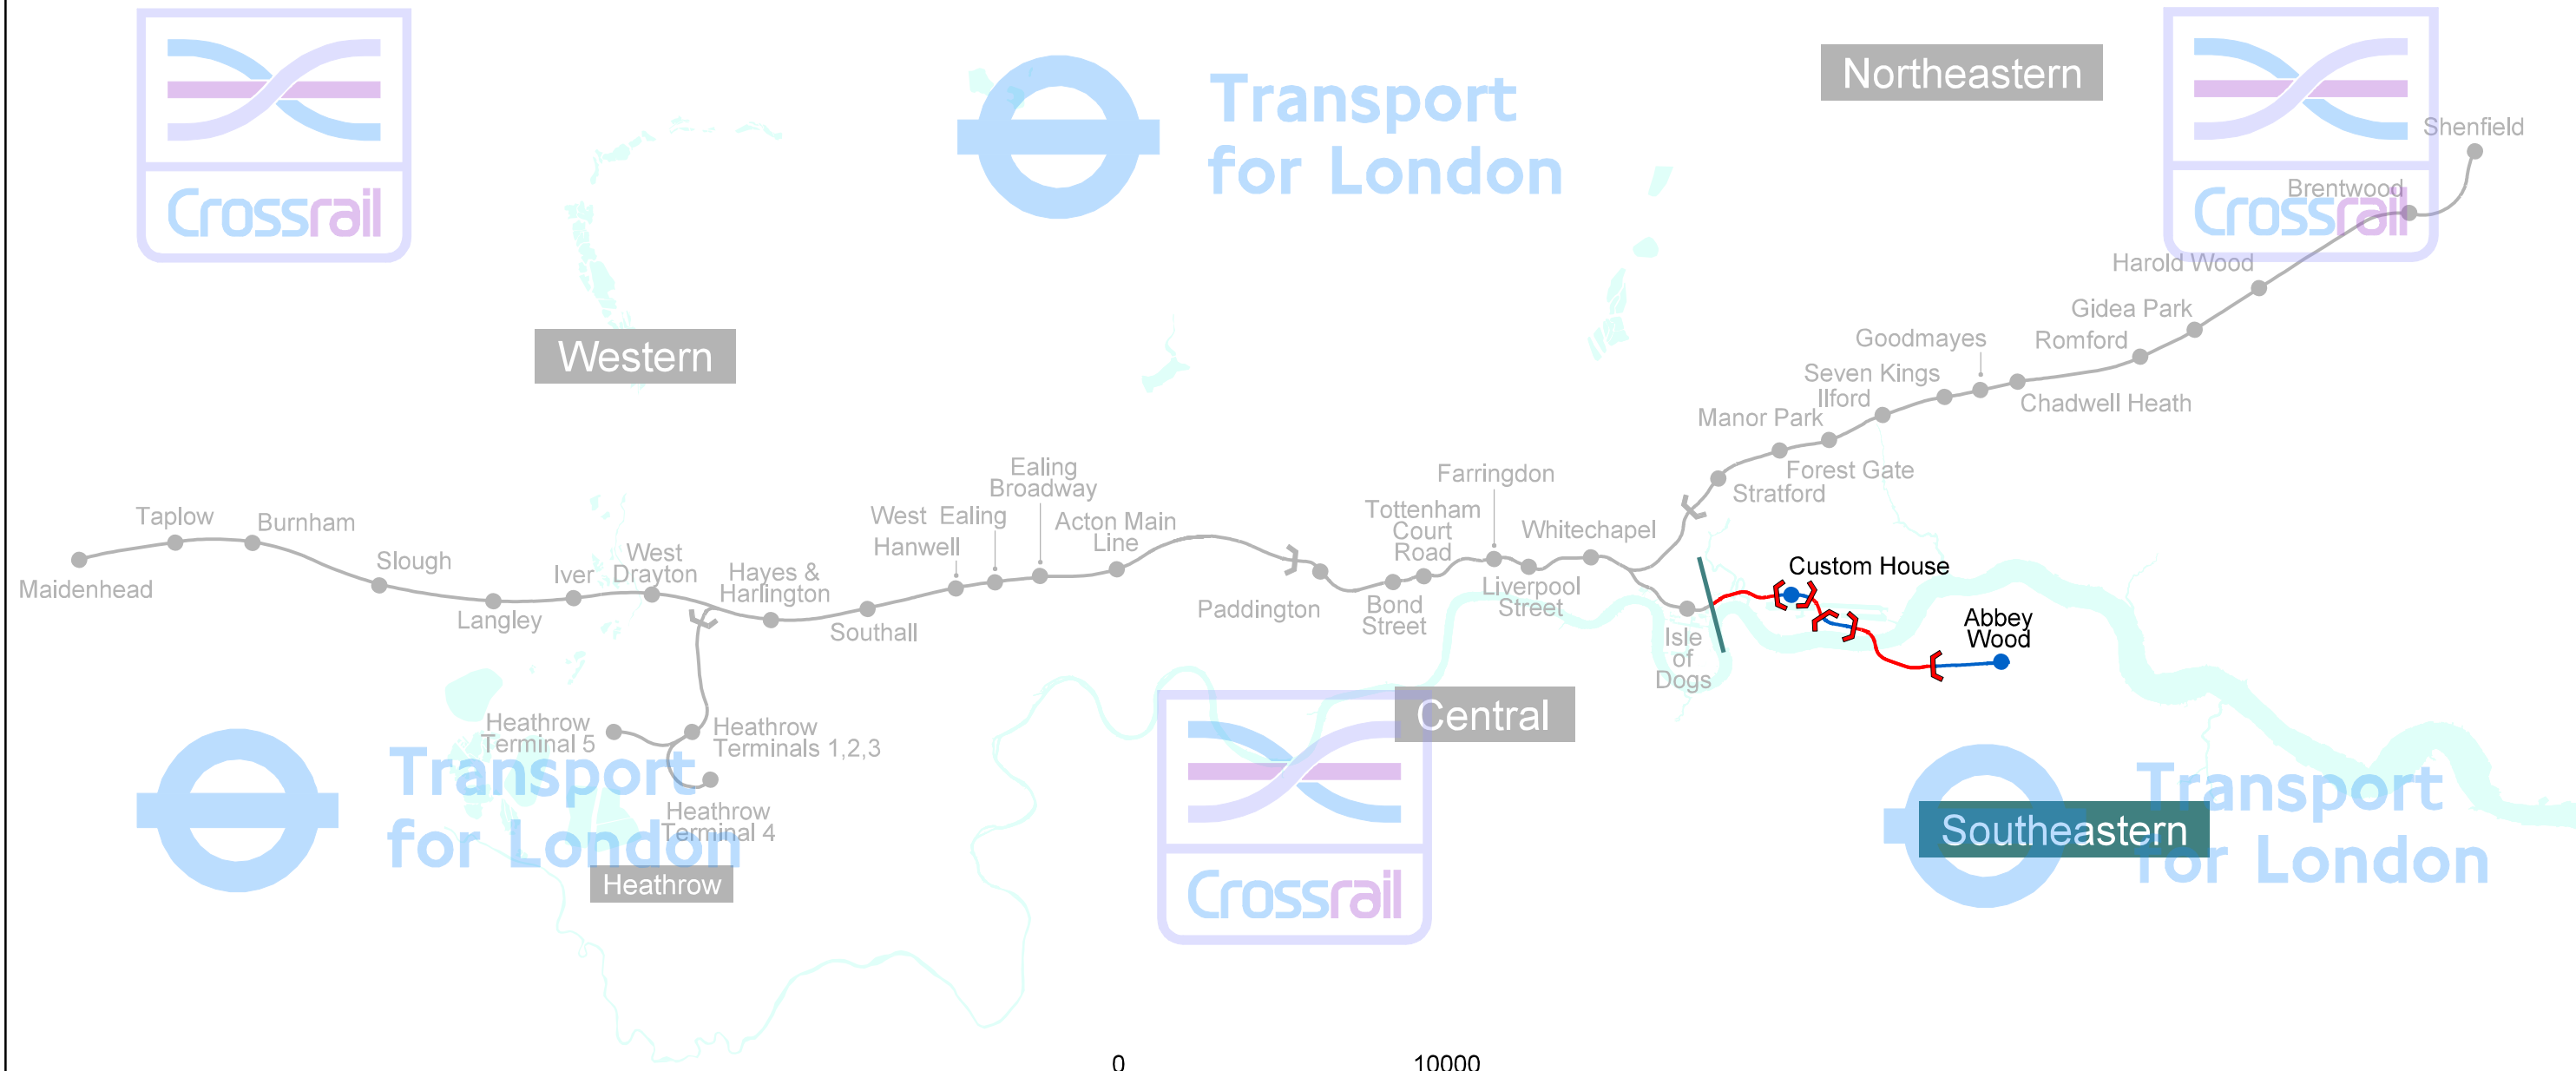 Crossrail
Transport
for London
Northeastern
Crossrail
Shenfield
Brentwood
Harold Wood
Gidea Park
Romford
Goodmayes
Seven Kings
Ilford
Chadwell Heath
Manor Park
Forest Gate
Stratford
Western
Taplow
Burnham
Maidenhead
Slough
Langley
Iver
West
Drayton
Hayes &
Harlington
Southall
Hanwell
West Ealing
Ealing
Broadway
Acton Main
Line
Paddington
Bond
Street
Tottenham
Court
Road
Farringdon
Liverpool
Street
Whitechapel
Isle
of
Dogs
Custom House
Abbey
Wood
Heathrow
Terminal 5
Heathrow
Terminals 1,2,3
Heathrow
Terminal 4
Transport
for London
Heathrow
Central
Crossrail
Southeastern
Transport
for London
0 10000